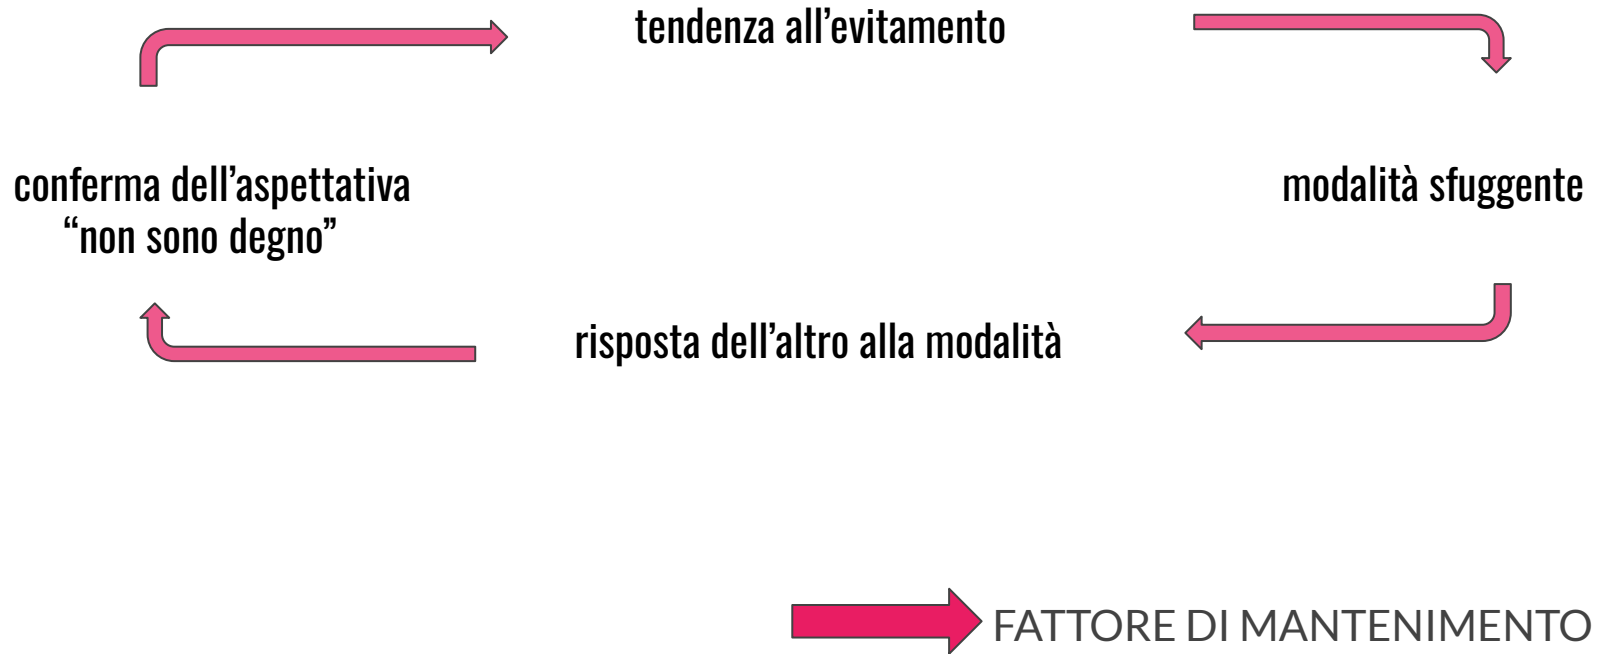 tendenza all’evitamento
conferma dell’aspettativa
“non sono degno”
modalità sfuggente
risposta dell’altro alla modalità
FATTORE DI MANTENIMENTO